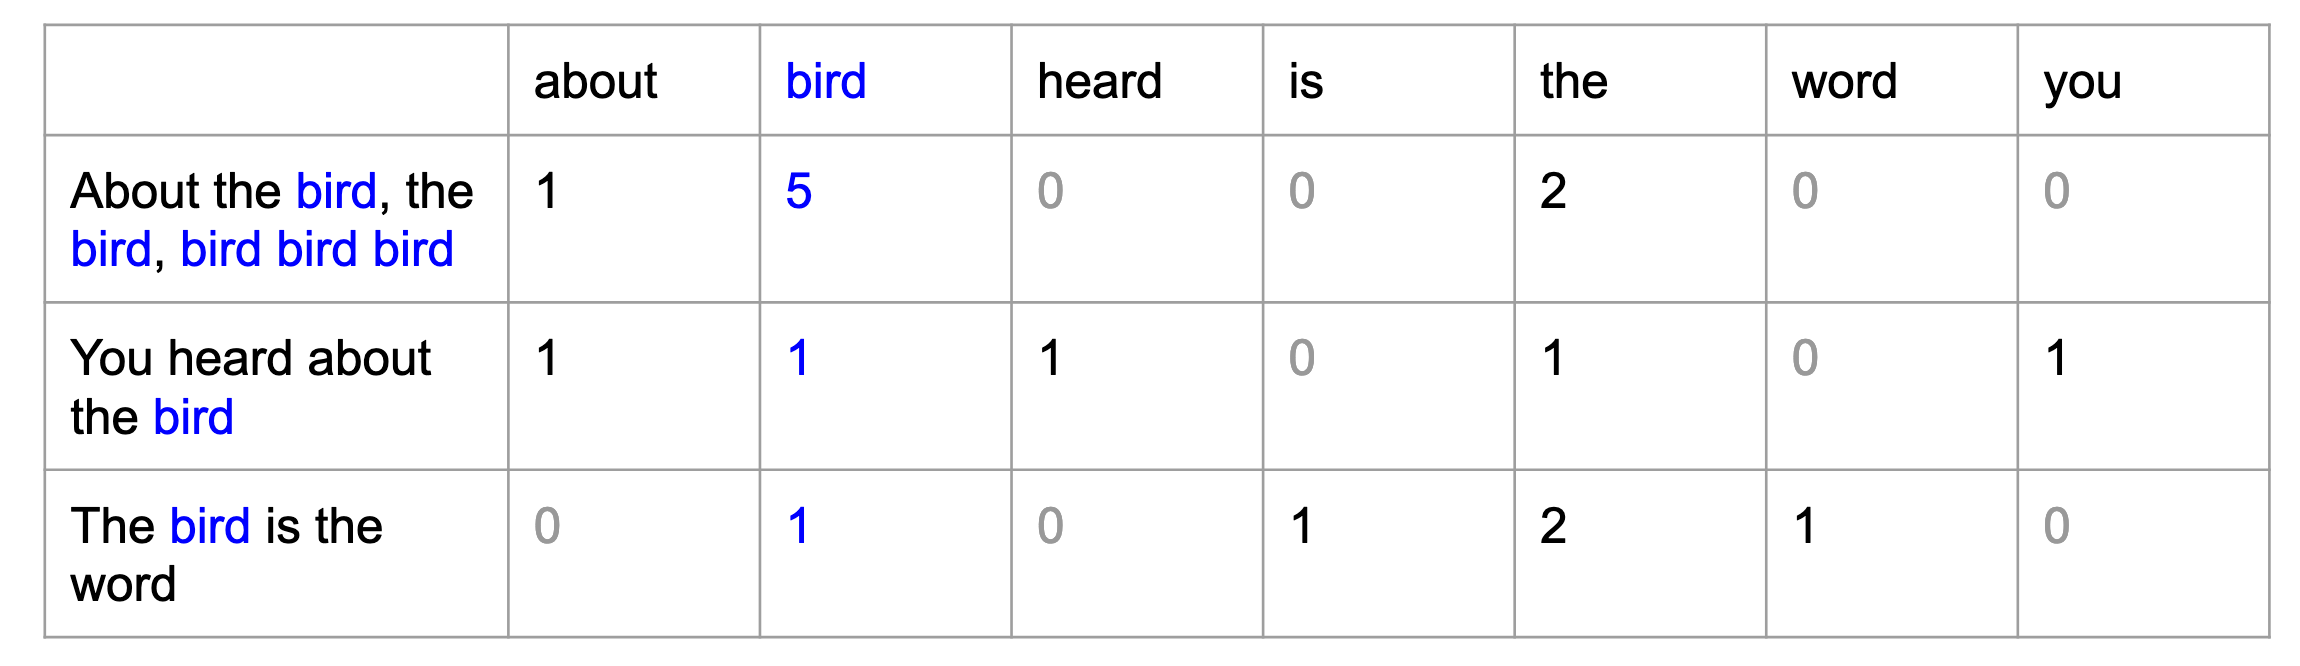 about bird heard is the word you
About the bird, the 1 5 0 0 2 0 0
bird, bird bird bird
You heard about 1 1 1 0 1 0 1
the bird
The bird is the 0 1 0 1 2 1 0
word